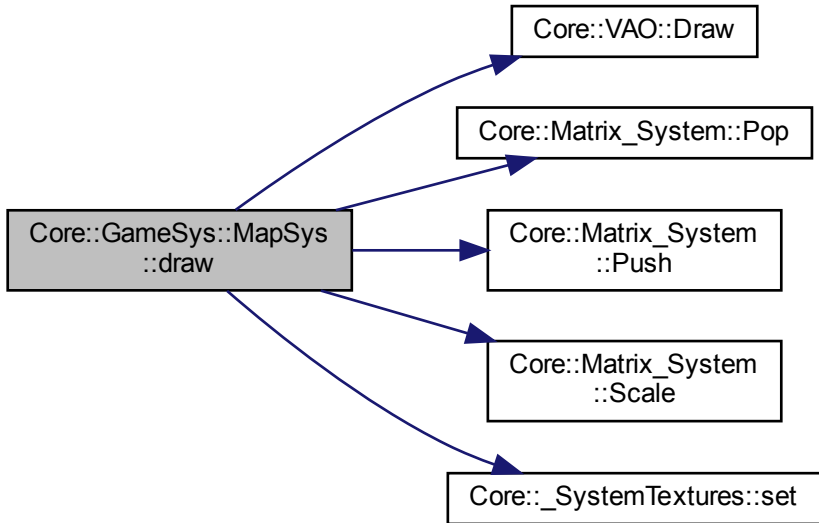 Core::VAO::Draw
Core::Matrix_System::Pop
Core::GameSys::MapSys
::draw
Core::Matrix_System
::Push
Core::Matrix_System
::Scale
Core::_SystemTextures::set